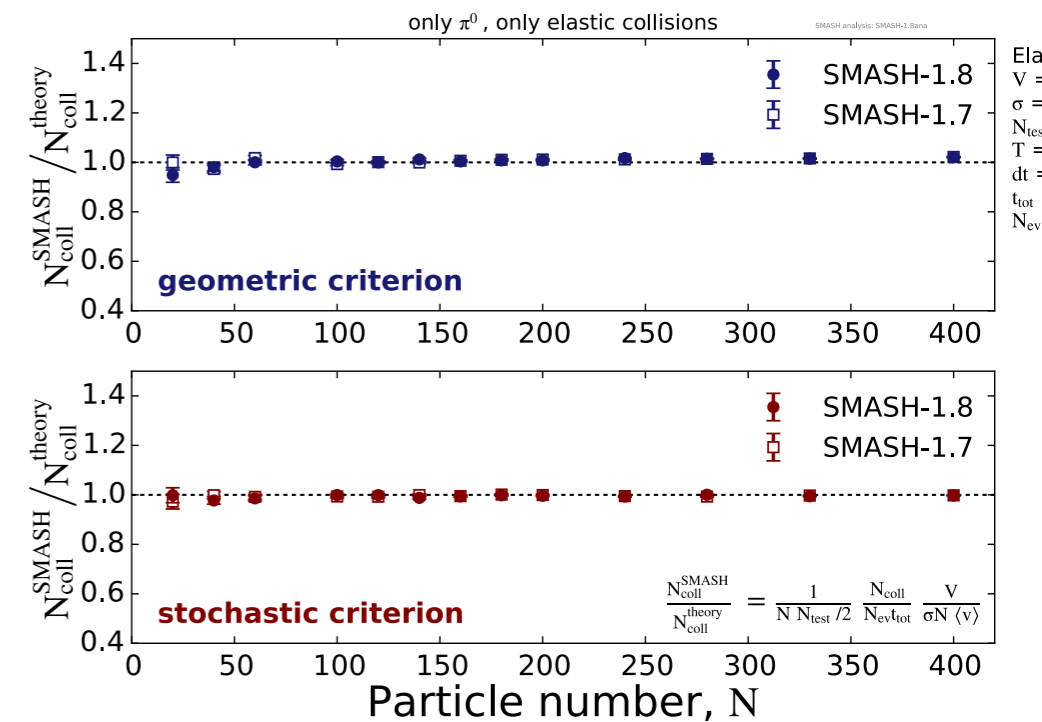 only π⁰ , only elastic collisions
SMASH analysis: SMASH-1.8ana
1.4
1.2
1.0
0.8
0.6
0.4
N_coll^SMASH / N_coll^theory
SMASH-1.8
SMASH-1.7
geometric criterion
0 50 100 150 200 250 300 350 400
Ela
V =
σ =
N_tes
T =
dt =
t_tot
N_ev
1.4
1.2
1.0
0.8
0.6
0.4
N_coll^SMASH / N_coll^theory
SMASH-1.8
SMASH-1.7
stochastic criterion
N_coll^SMASH / N_coll^theory = 1 / (N N_test /2) N_coll / (N_ev t_tot) V / (σN ⟨v⟩)
0 50 100 150 200 250 300 350 400
Particle number, N